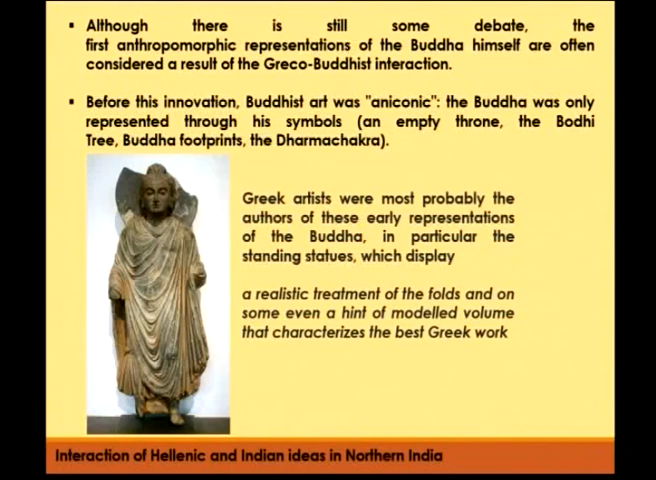 Although there is still some debate, the
first anthropomorphic representations of the Buddha himself are often
considered a result of the Greco-Buddhist interaction.
Before this innovation, Buddhist art was "aniconic": the Buddha was only
represented through his symbols (an empty throne, the Bodhi
Tree, Buddha footprints, the Dharmachakra).
Greek artists were most probably the
authors of these early representations
of the Buddha, in particular the
standing statues, which display
a realistic treatment of the folds and on
some even a hint of modelled volume
that characterizes the best Greek work
Interaction of Hellenic and Indian ideas in Northern India